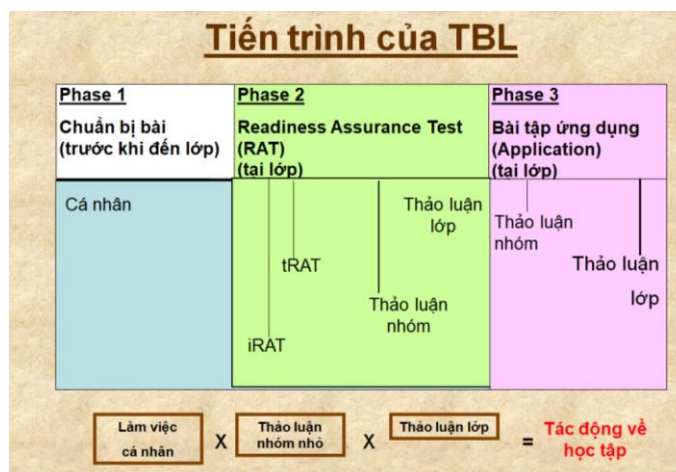 Tiến trình của TBL
Phase 1
Chuẩn bị bài
(trước khi đến lớp)
Phase 2
Readiness Assurance Test
(RAT)
(tại lớp)
Phase 3
Bài tập ứng dụng
(Application)
(tại lớp)
Cá nhân
iRAT
tRAT
Thảo luận
nhóm
Thảo luận
lớp
Thảo luận
nhóm
Thảo luận
lớp
Làm việc
cá nhân
X
Thảo luận
nhóm nhỏ
X
Thảo luận lớp
=
Tác động về
học tập